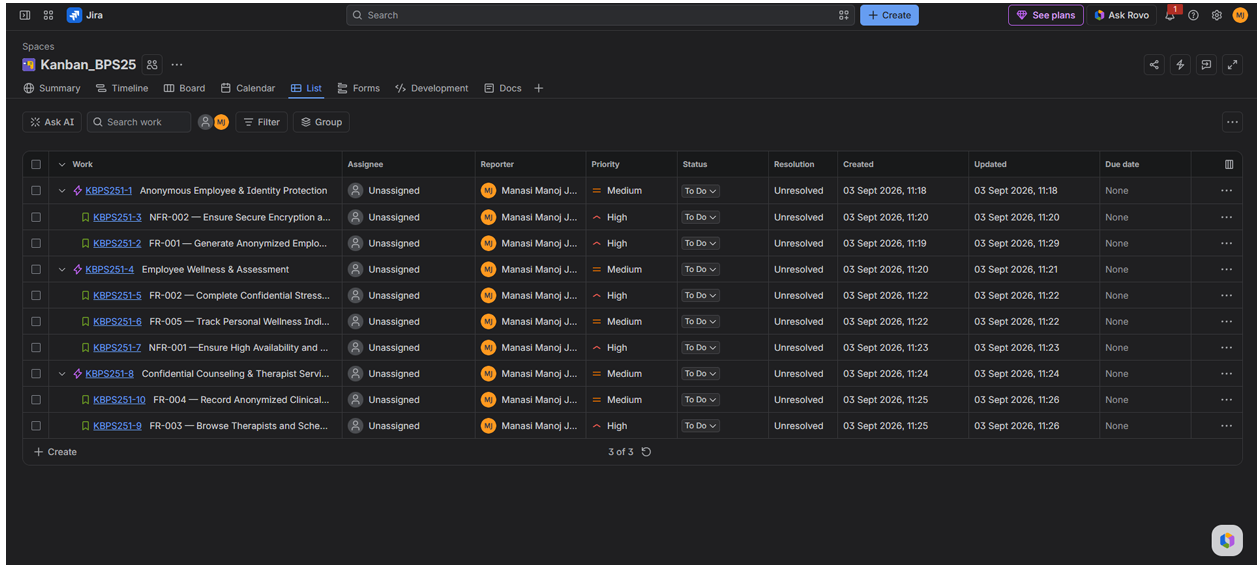 Jira
Search
+ Create
See plans
Ask Rovo
1
MJ
Spaces
Kanban_BPS25
Summary Timeline Board Calendar List Forms Development Docs
Ask AI Search work MJ Filter Group
Work Assignee Reporter Priority Status Resolution Created Updated Due date
KBPS251-1 Anonymous Employee & Identity Protection Unassigned MJ Manasi Manoj J... Medium To Do Unresolved 03 Sept 2026, 11:18 03 Sept 2026, 11:18 None
KBPS251-3 NFR-002 — Ensure Secure Encryption a... Unassigned MJ Manasi Manoj J... High To Do Unresolved 03 Sept 2026, 11:20 03 Sept 2026, 11:20 None
KBPS251-2 FR-001 — Generate Anonymized Emplo... Unassigned MJ Manasi Manoj J... High To Do Unresolved 03 Sept 2026, 11:19 03 Sept 2026, 11:29 None
KBPS251-4 Employee Wellness & Assessment Unassigned MJ Manasi Manoj J... Medium To Do Unresolved 03 Sept 2026, 11:20 03 Sept 2026, 11:21 None
KBPS251-5 FR-002 — Complete Confidential Stress... Unassigned MJ Manasi Manoj J... High To Do Unresolved 03 Sept 2026, 11:22 03 Sept 2026, 11:22 None
KBPS251-6 FR-005 — Track Personal Wellness Indi... Unassigned MJ Manasi Manoj J... Medium To Do Unresolved 03 Sept 2026, 11:22 03 Sept 2026, 11:22 None
KBPS251-7 NFR-001 —Ensure High Availability and ... Unassigned MJ Manasi Manoj J... High To Do Unresolved 03 Sept 2026, 11:23 03 Sept 2026, 11:23 None
KBPS251-8 Confidential Counseling & Therapist Servi... Unassigned MJ Manasi Manoj J... Medium To Do Unresolved 03 Sept 2026, 11:24 03 Sept 2026, 11:24 None
KBPS251-10 FR-004 — Record Anonymized Clinical... Unassigned MJ Manasi Manoj J... Medium To Do Unresolved 03 Sept 2026, 11:25 03 Sept 2026, 11:26 None
KBPS251-9 FR-003 — Browse Therapists and Sche... Unassigned MJ Manasi Manoj J... High To Do Unresolved 03 Sept 2026, 11:25 03 Sept 2026, 11:26 None
+ Create 3 of 3